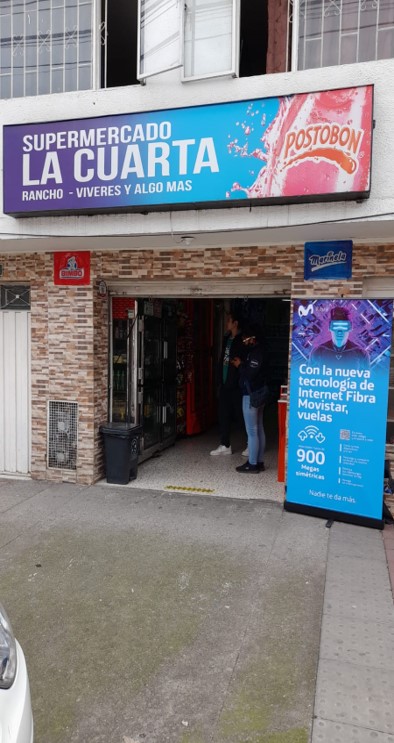 SUPERMERCADO
LA CUARTA
RANCHO - VIVERES Y ALGO MAS
POSTOBON
BIMBO
Marinela
Con la nueva
tecnología de
Internet Fibra
Movistar,
vuelas
900
Megas
simétricas
Nadie te da más.